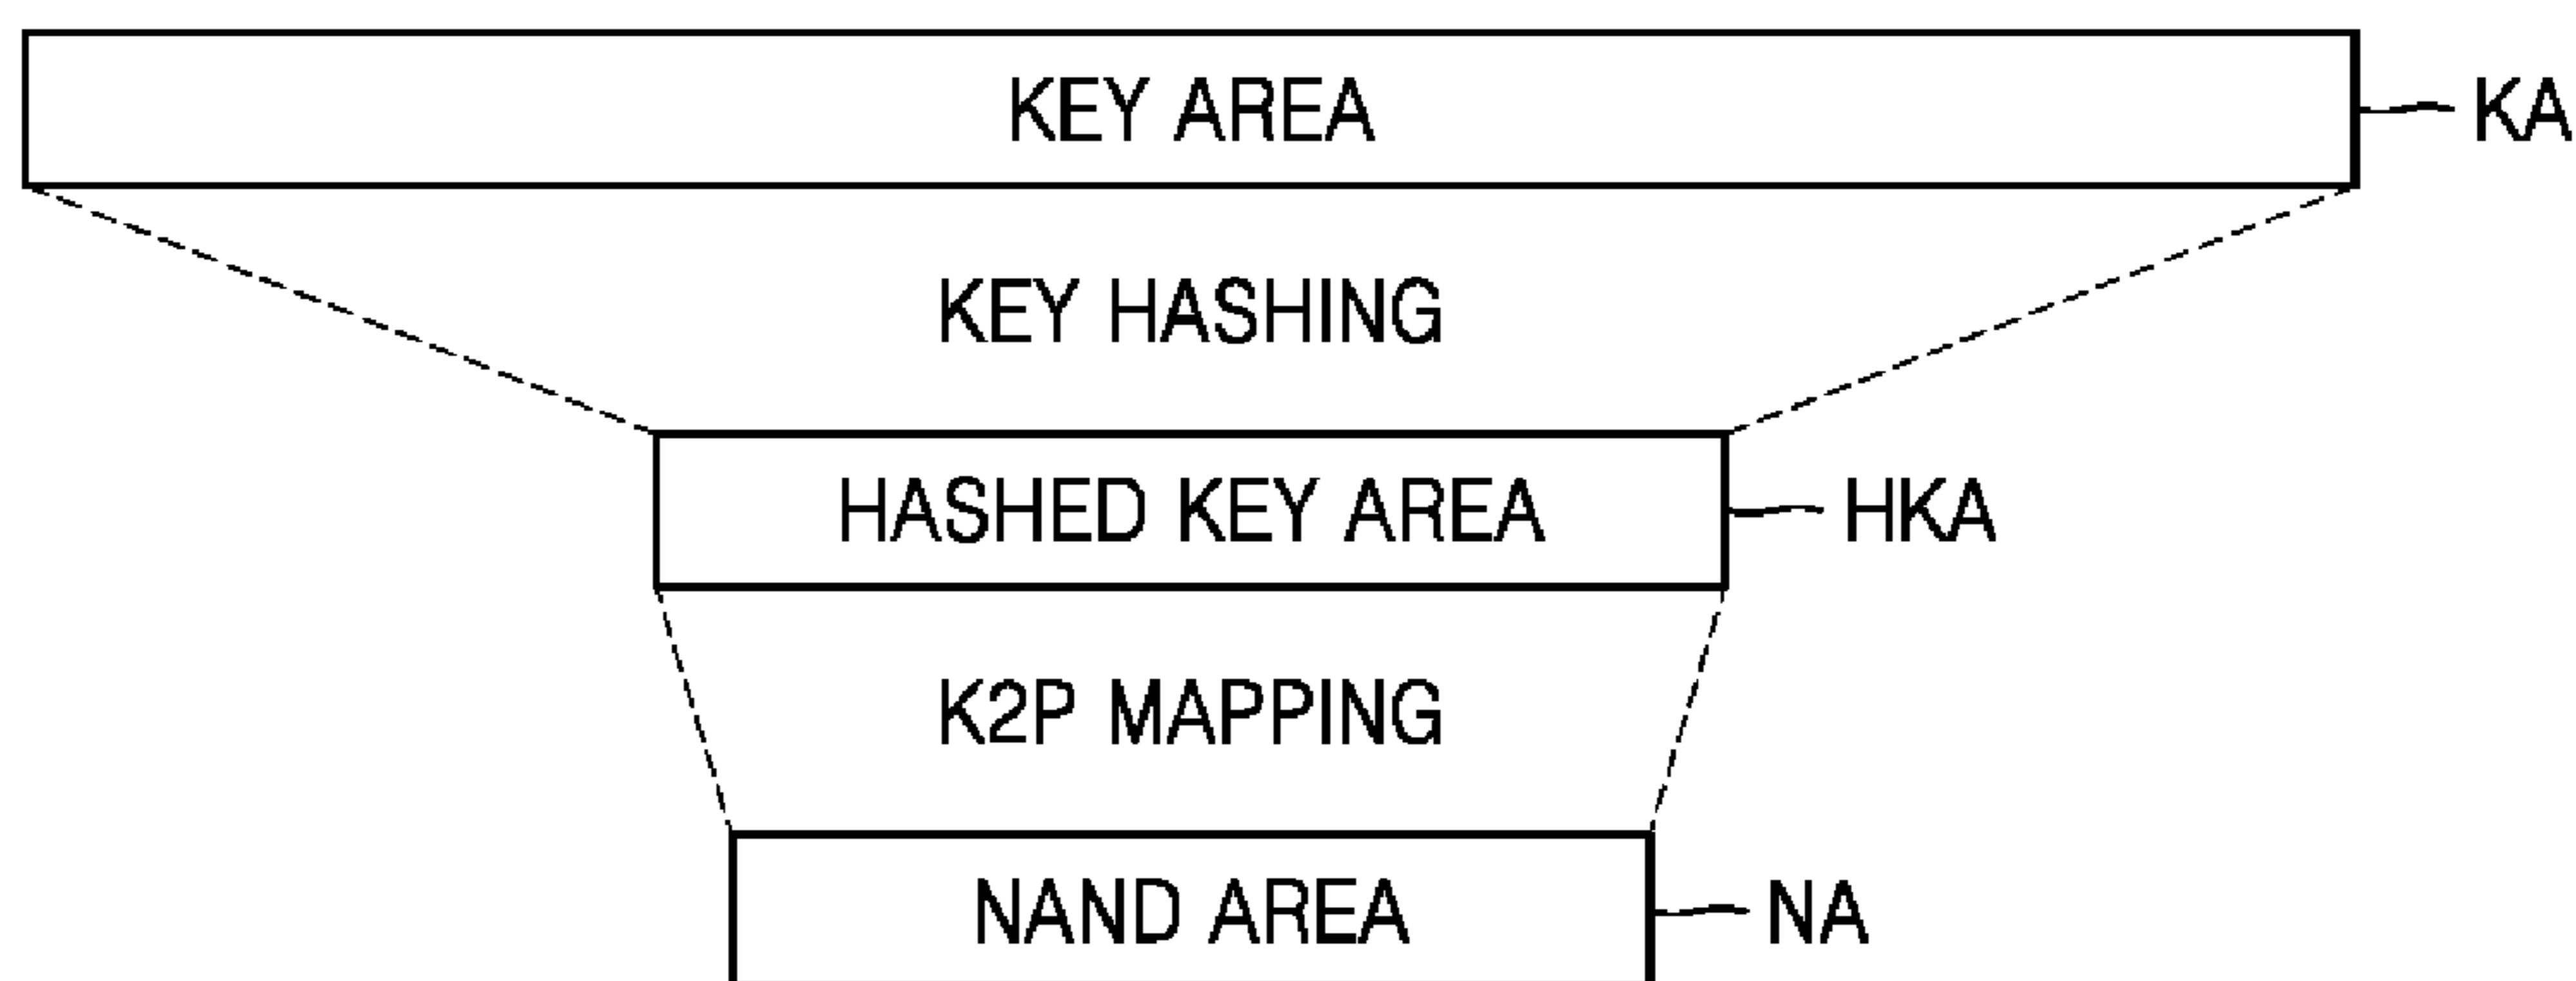 KEY AREA KA
KEY HASHING
HASHED KEY AREA HKA
K2P MAPPING
NAND AREA NA